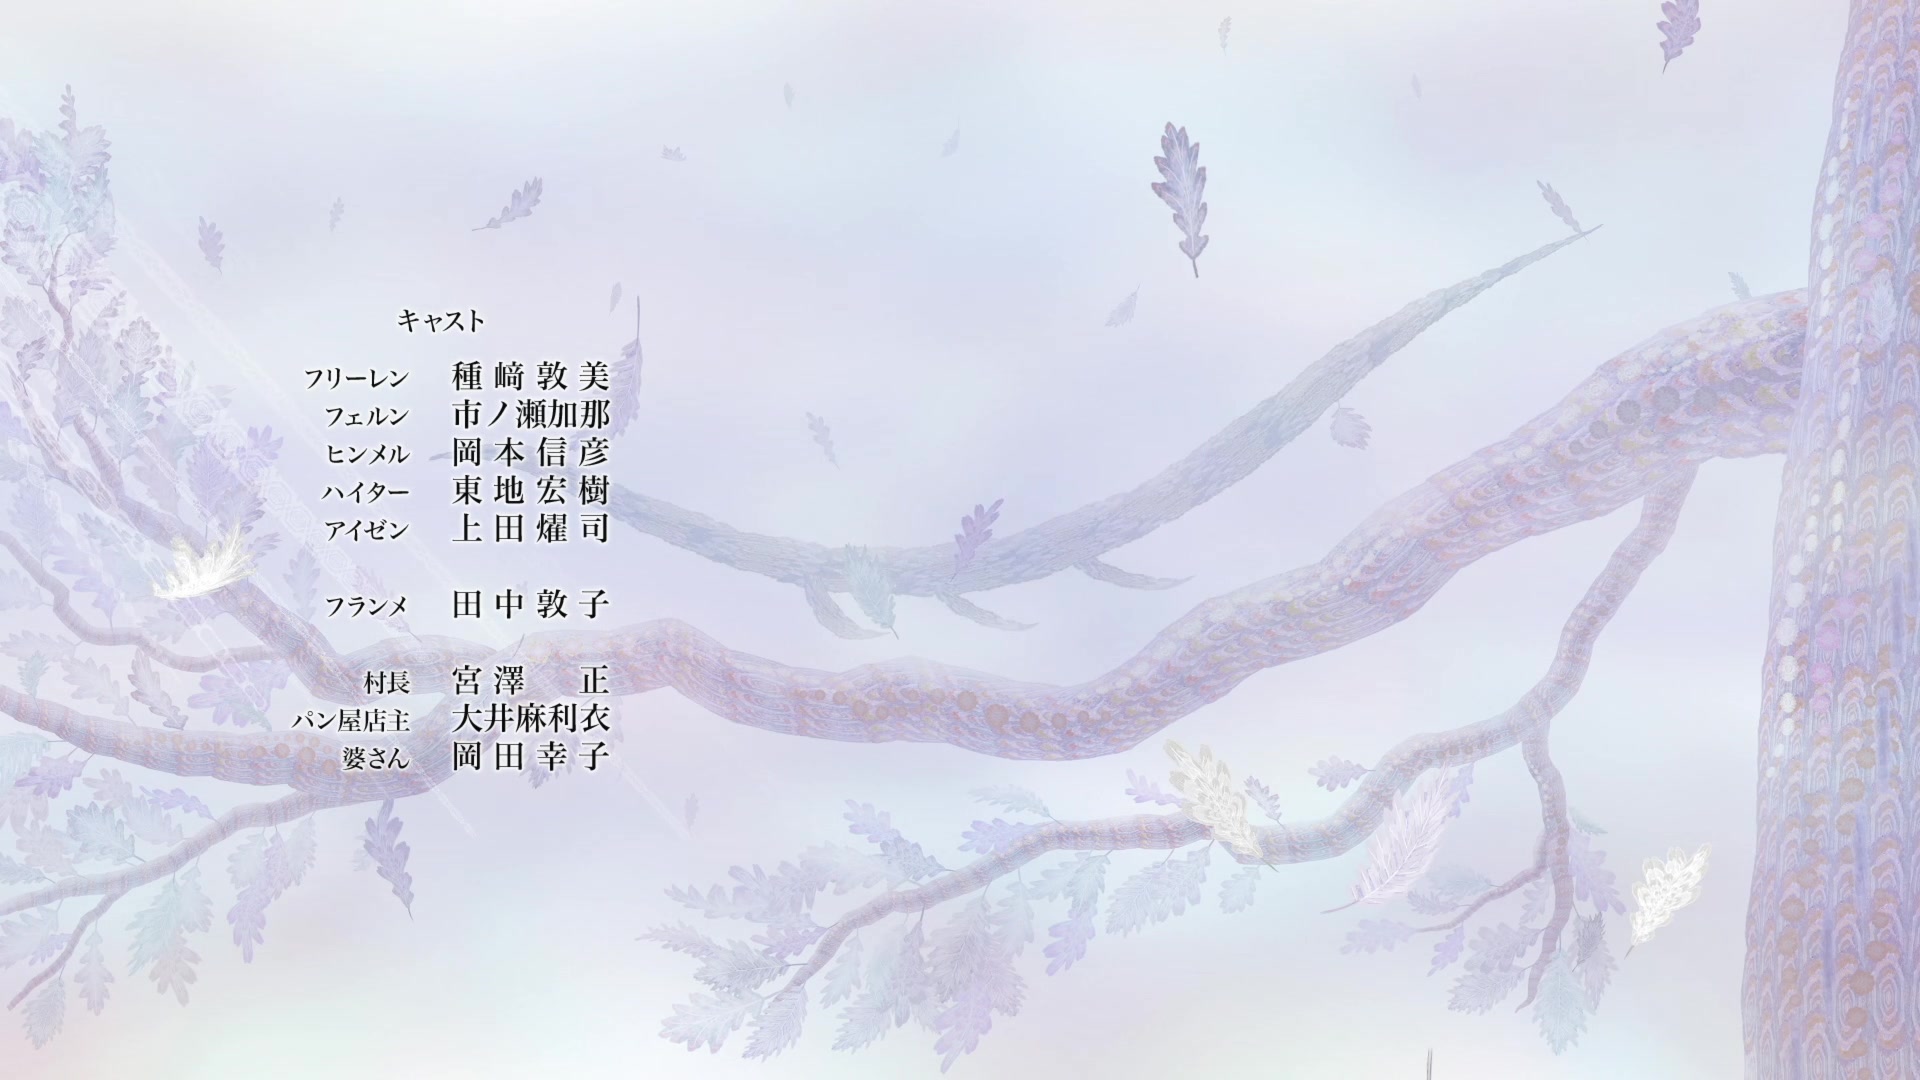 キャスト
フリーレン 種﨑敦美
フェルン 市ノ瀬加那
ヒンメル 岡本信彦
ハイター 東地宏樹
アイゼン 上田燿司
フランメ 田中敦子
村長 宮澤 正
パン屋店主 大井麻利衣
婆さん 岡田幸子